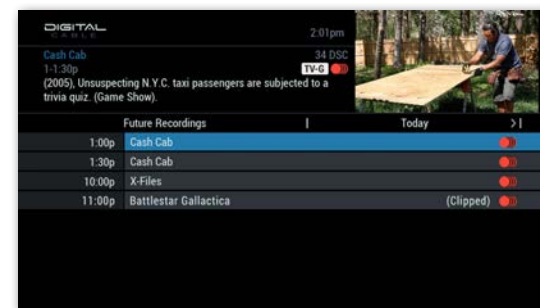 DIGITAL
CABLE
2:01pm
Cash Cab
34 DSC
1-1:30p
TV-G
(2005), Unsuspecting N.Y.C. taxi passengers are subjected to a
trivia quiz. (Game Show).
Future Recordings | Today >|
1:00p Cash Cab
1:30p Cash Cab
10:00p X-Files
11:00p Battlestar Gallactica (Clipped)